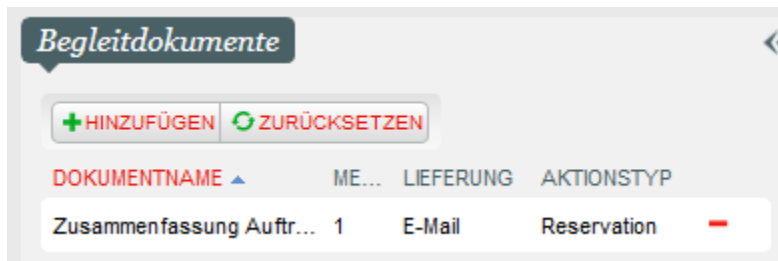 Begleitdokumente
HINZUFÜGEN ZURÜCKSETZEN
DOKUMENTNAME ME... LIEFERUNG AKTIONSTYP
Zusammenfassung Auftr... 1 E-Mail Reservation